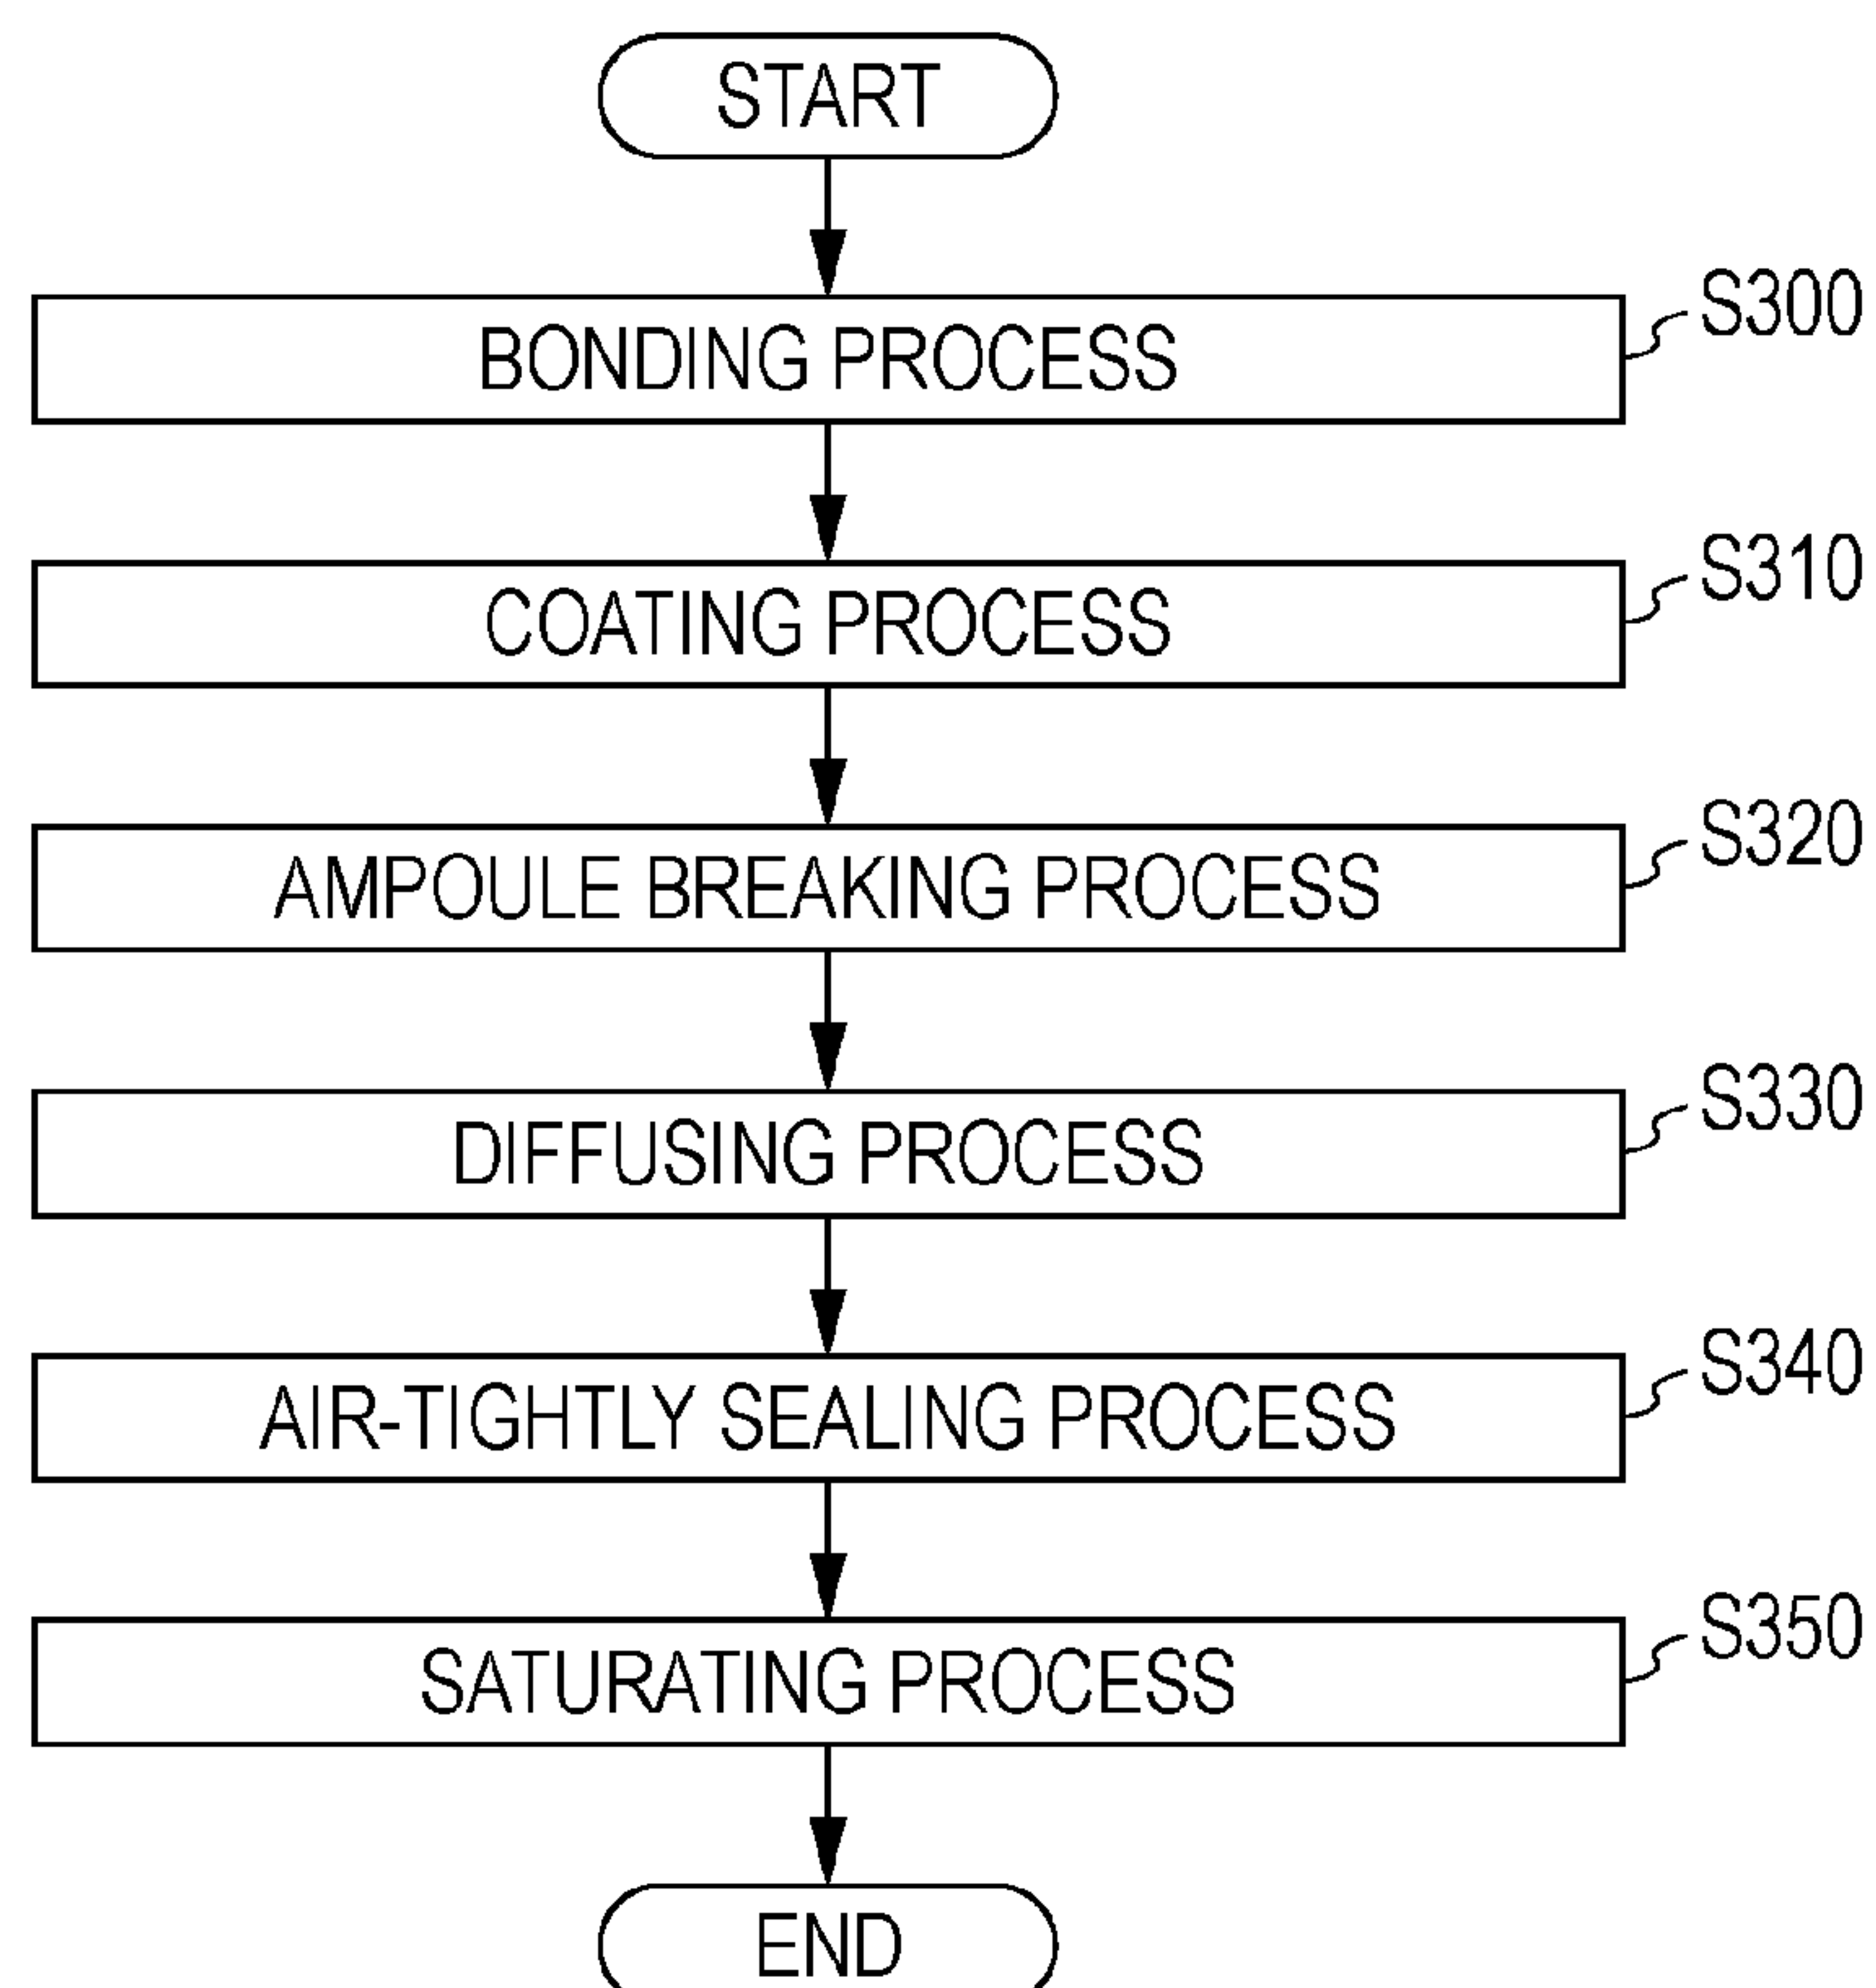 START
BONDING PROCESS
S300
COATING PROCESS
S310
AMPOULE BREAKING PROCESS
S320
DIFFUSING PROCESS
S330
AIR-TIGHTLY SEALING PROCESS
S340
SATURATING PROCESS
S350
END